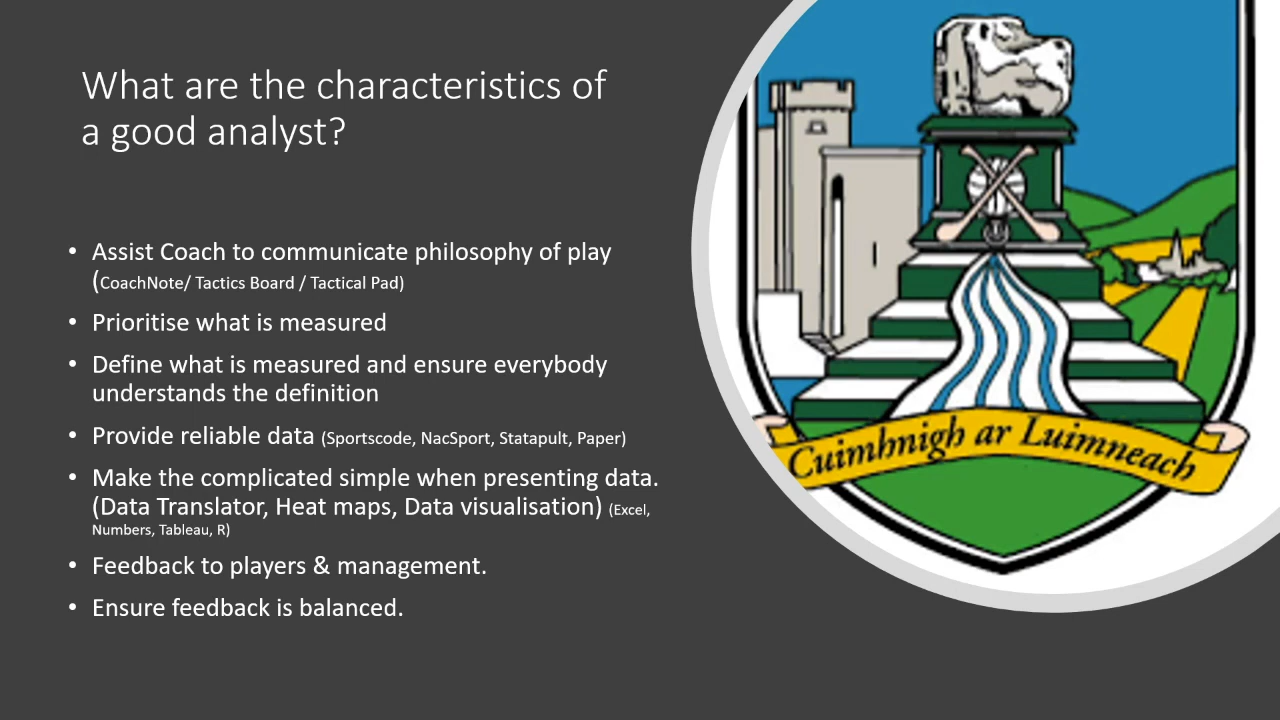 What are the characteristics of
a good analyst?
• Assist Coach to communicate philosophy of play
(CoachNote/ Tactics Board / Tactical Pad)
• Prioritise what is measured
• Define what is measured and ensure everybody
understands the definition
• Provide reliable data (Sportscode, NacSport, Statapult, Paper)
• Make the complicated simple when presenting data.
(Data Translator, Heat maps, Data visualisation) (Excel,
Numbers, Tableau, R)
• Feedback to players & management.
• Ensure feedback is balanced.
Cuimhnigh ar Luimneach